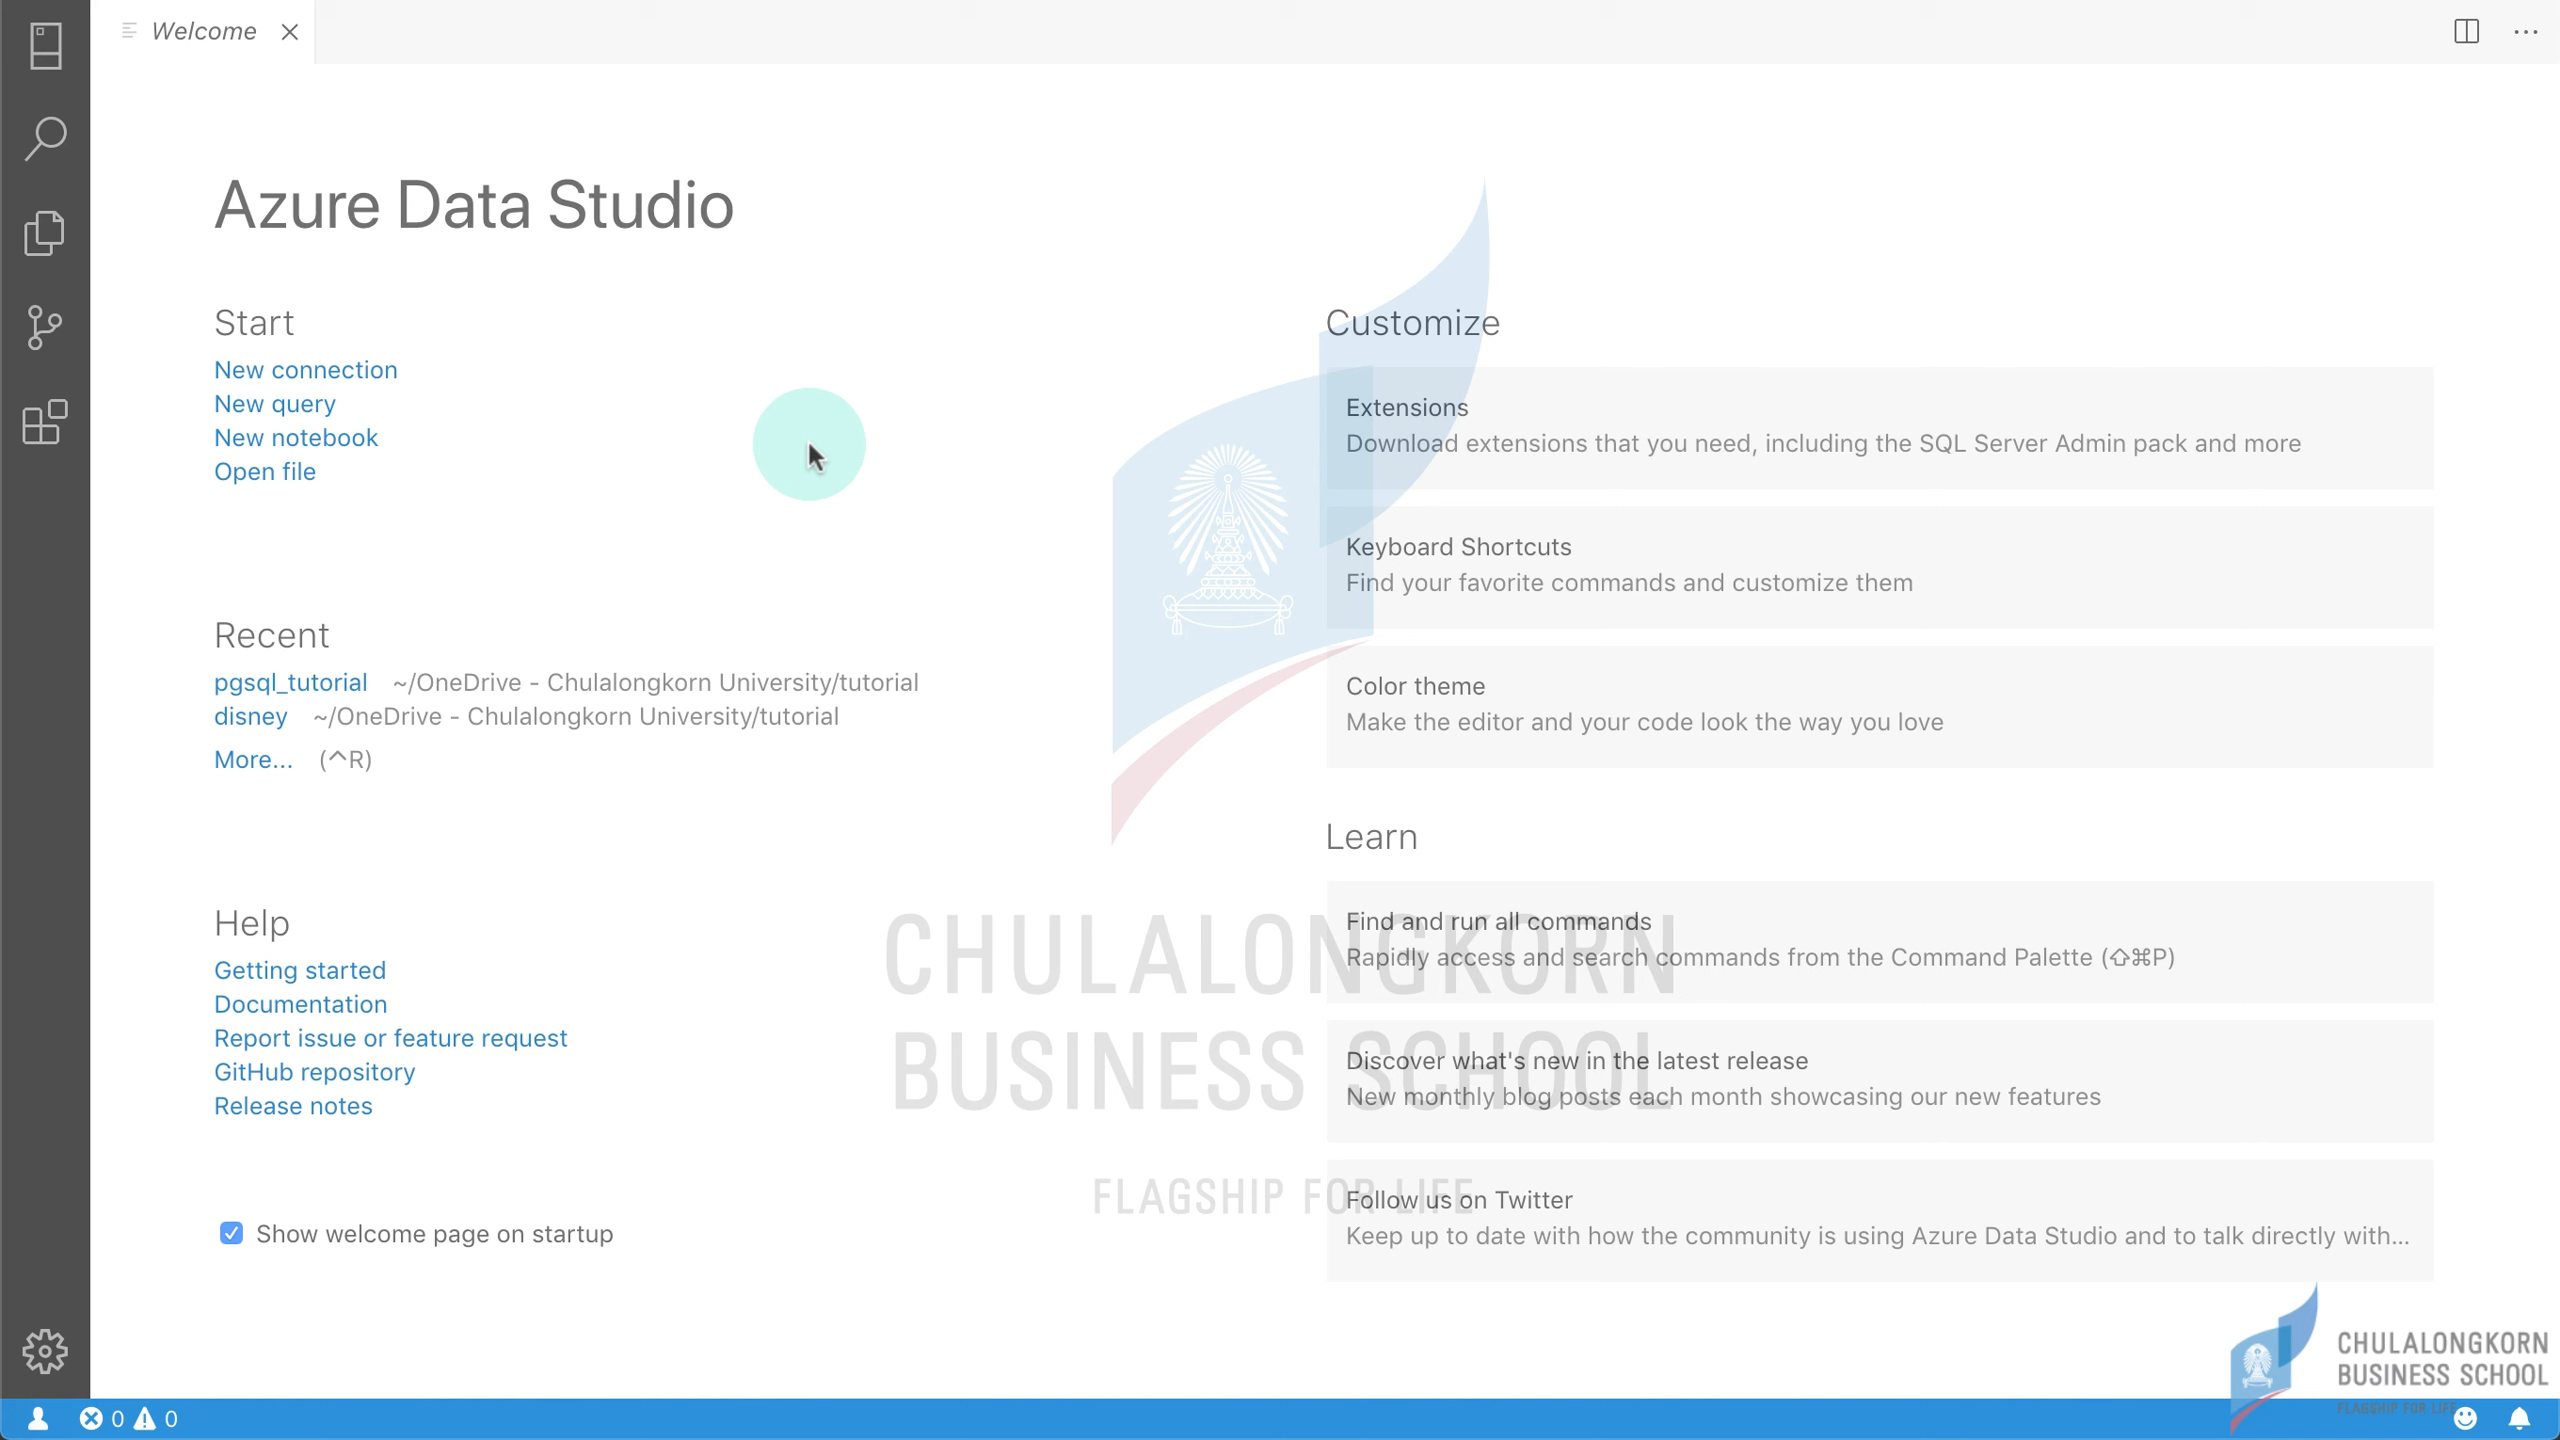 Welcome
Azure Data Studio
Start
New connection
New query
New notebook
Open file
Recent
pgsql_tutorial ~/OneDrive - Chulalongkorn University/tutorial
disney ~/OneDrive - Chulalongkorn University/tutorial
More... (^R)
Help
Getting started
Documentation
Report issue or feature request
GitHub repository
Release notes
Show welcome page on startup
Customize
Extensions
Download extensions that you need, including the SQL Server Admin pack and more
Keyboard Shortcuts
Find your favorite commands and customize them
Color theme
Make the editor and your code look the way you love
Learn
Find and run all commands
Rapidly access and search commands from the Command Palette (⇧⌘P)
Discover what's new in the latest release
New monthly blog posts each month showcasing our new features
Follow us on Twitter
Keep up to date with how the community is using Azure Data Studio and to talk directly with...
CHULALONGKORN
BUSINESS SCHOOL
FLAGSHIP FOR LIFE
CHULALONGKORN
BUSINESS SCHOOL
FLAGSHIP FOR LIFE
0 0